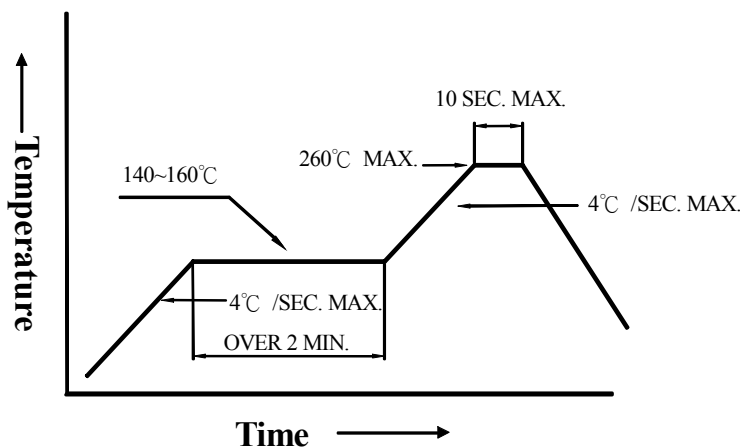 10 SEC. MAX.
260℃ MAX.
140~160℃
4℃ /SEC. MAX.
4℃ /SEC. MAX.
OVER 2 MIN.
Temperature
Time